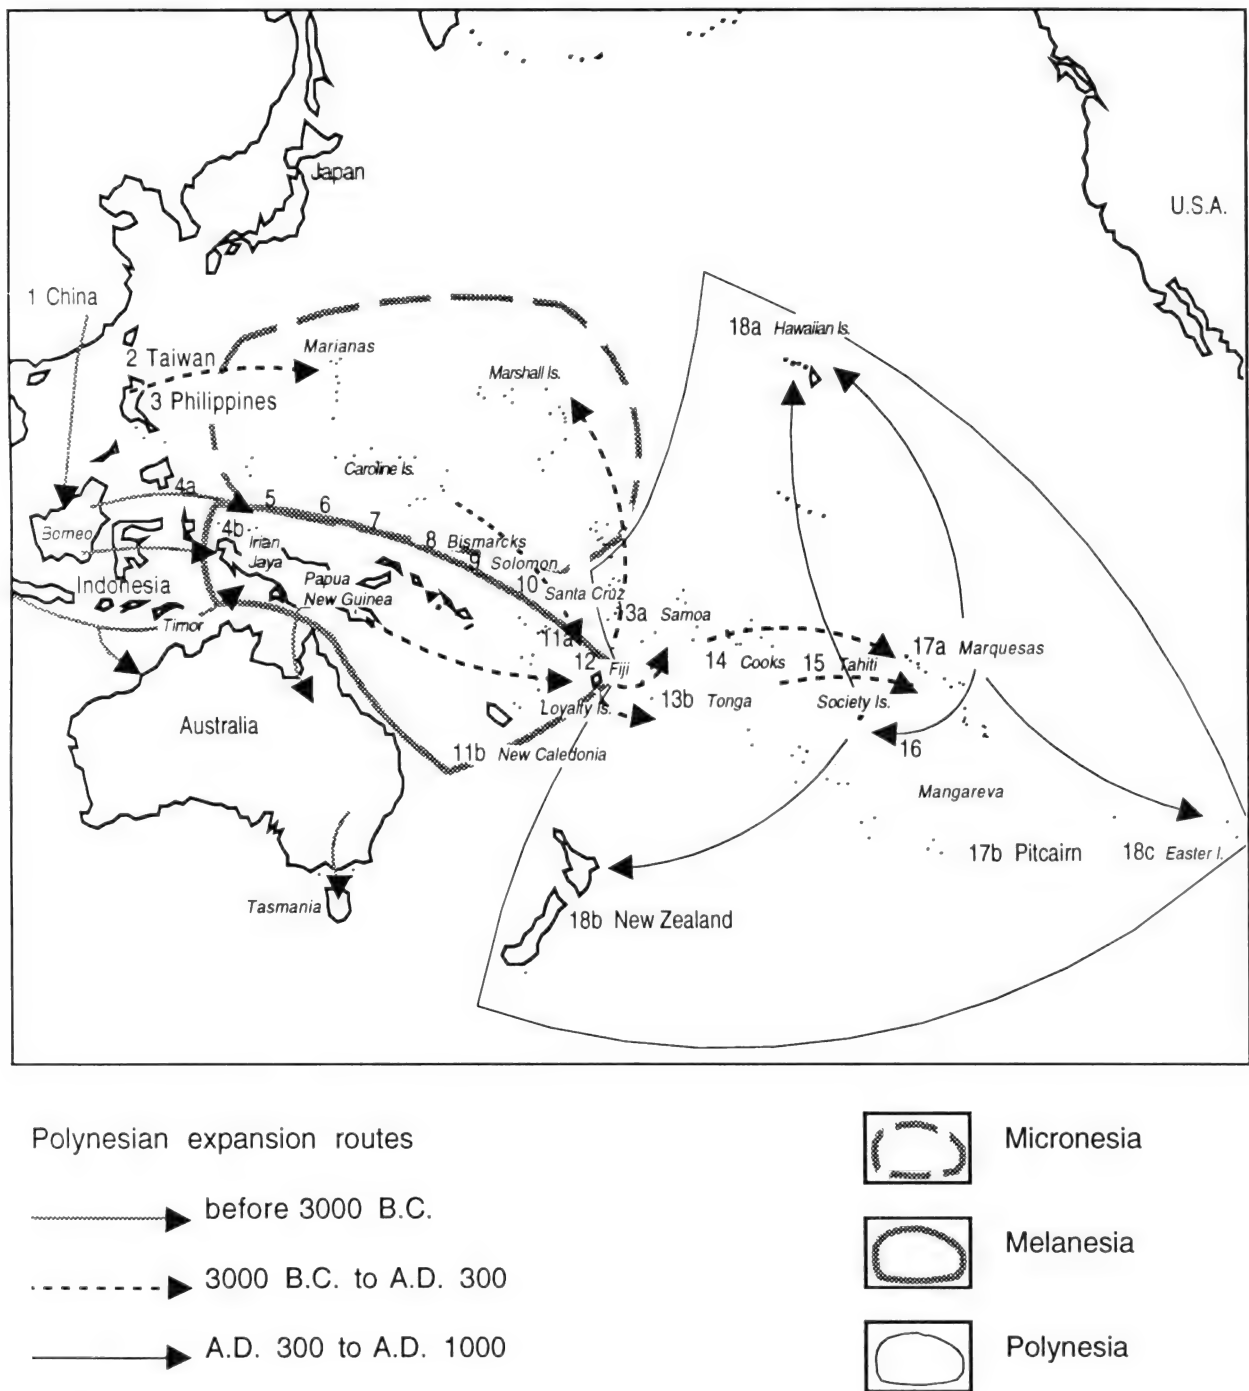 Japan
U.S.A.
1 China
18a Hawaiian Is.
2 Taiwan
Marianas
Marshall Is.
3 Philippines
Caroline Is.
4a
5
6
7
Borneo
4b Irian
Jaya
8 Bismarcks
9 Solomon
10
Santa Cruz
Indonesia
Papua
New Guinea
Timor
11a
13a Samoa
12 Fiji
14 Cooks
15 Tahiti
17a Marquesas
Loyalty Is.
13b Tonga
Society Is.
Australia
11b New Caledonia
16
Mangareva
17b Pitcairn
18c Easter I.
Tasmania
18b New Zealand
Polynesian expansion routes
before 3000 B.C.
3000 B.C. to A.D. 300
A.D. 300 to A.D. 1000
Micronesia
Melanesia
Polynesia